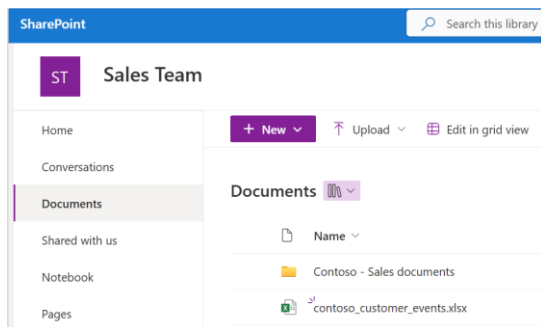 SharePoint
Search this library
ST
Sales Team
Home
Conversations
Documents
Shared with us
Notebook
Pages
+ New
Upload
Edit in grid view
Documents
Name
Contoso - Sales documents
contoso_customer_events.xlsx